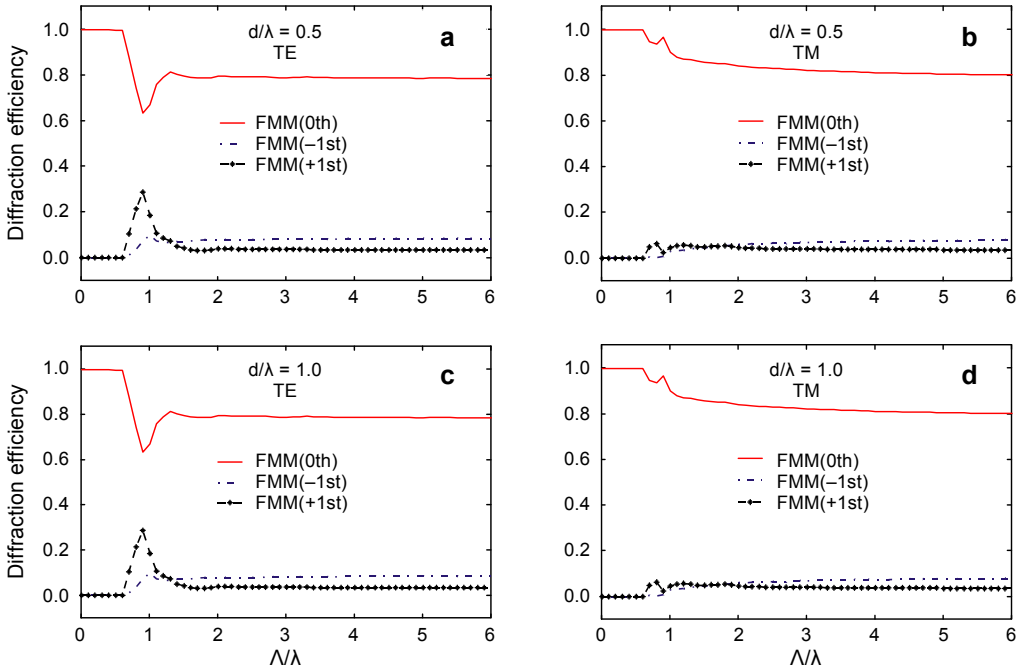 Diffraction efficiency
1.0
0.8
0.6
0.4
0.2
0.0
d/λ = 0.5
TE
a
FMM(0th)
FMM(–1st)
FMM(+1st)
0 1 2 3 4 5 6
1.0
0.8
0.6
0.4
0.2
0.0
d/λ = 0.5
TM
b
FMM(0th)
FMM(–1st)
FMM(+1st)
0 1 2 3 4 5 6
Diffraction efficiency
1.0
0.8
0.6
0.4
0.2
0.0
d/λ = 1.0
TE
c
FMM(0th)
FMM(–1st)
FMM(+1st)
0 1 2 3 4 5 6
Λ/λ
1.0
0.8
0.6
0.4
0.2
0.0
d/λ = 1.0
TM
d
FMM(0th)
FMM(–1st)
FMM(+1st)
0 1 2 3 4 5 6
Λ/λ